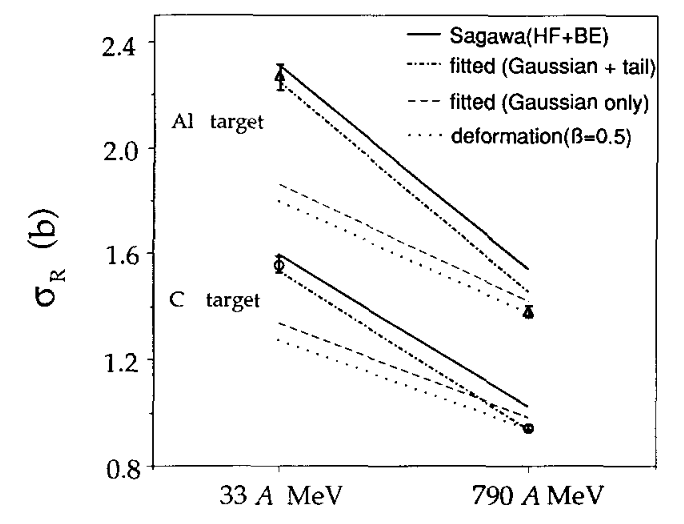 2.4
2.0
1.6
1.2
0.8
σR (b)
Sagawa(HF+BE)
fitted (Gaussian + tail)
fitted (Gaussian only)
deformation(ß=0.5)
Al target
C target
33 A MeV
790 A MeV